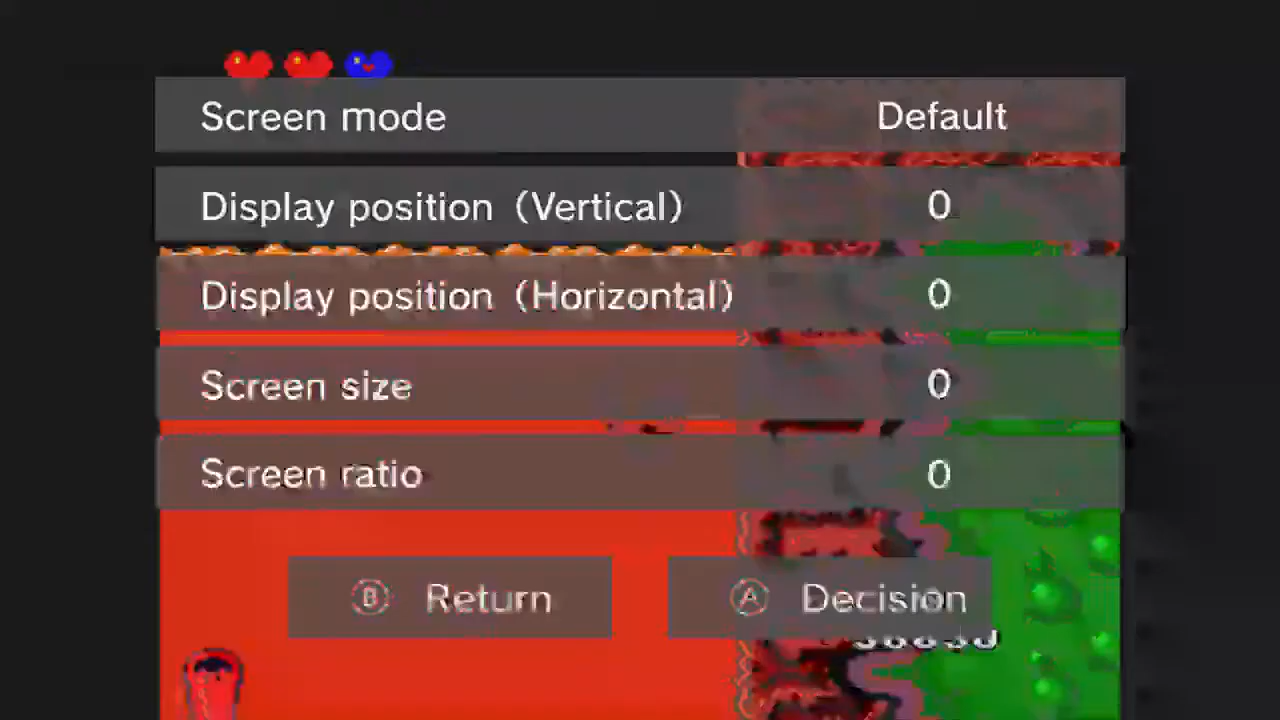 Screen mode Default
Display position (Vertical) 0
Display position (Horizontal) 0
Screen size 0
Screen ratio 0
B Return A Decision